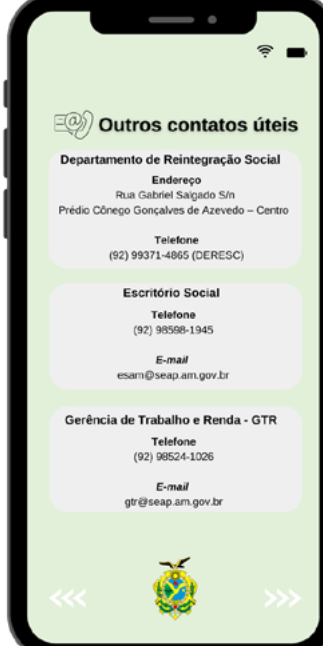 Outros contatos úteis
Departamento de Reintegração Social
Endereço
Rua Gabriel Salgado S/n
Prédio Cônego Gonçalves de Azevedo – Centro
Telefone
(92) 99371-4865 (DERESC)
Escritório Social
Telefone
(92) 98598-1945
E-mail
esam@seap.am.gov.br
Gerência de Trabalho e Renda - GTR
Telefone
(92) 98524-1026
E-mail
gtr@seap.am.gov.br